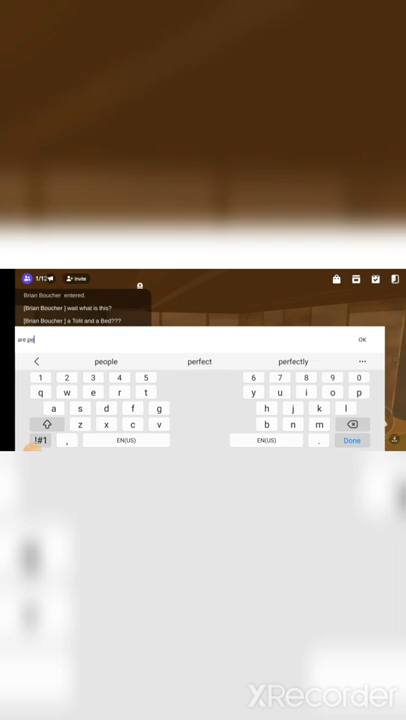 1/12
Invite
Brian Boucher entered.
[Brian Boucher ] wait what is this?
[Brian Boucher ] a Tolit and a Bed???
are pe
OK
people perfect perfectly
1 2 3 4 5 6 7 8 9 0
q w e r t y u i o p
a s d f g h j k l
z x c v b n m
!#1 , EN(US) EN(US) . Done
XRecorder